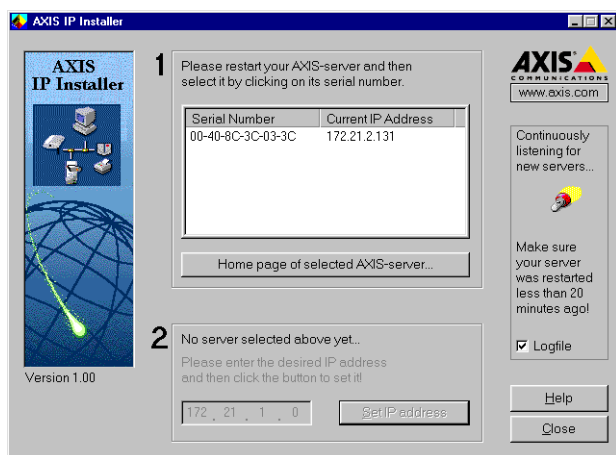 AXIS IP Installer
AXIS
IP Installer
Version 1.00
1
Please restart your AXIS-server and then
select it by clicking on its serial number.
Serial Number Current IP Address
00-40-8C-3C-03-3C 172.21.2.131
Home page of selected AXIS-server...
2
No server selected above yet...
Please enter the desired IP address
and then click the button to set it!
172 . 21 . 1 . 0
Set IP address
AXIS
COMMUNICATIONS
www.axis.com
Continuously
listening for
new servers...
Make sure
your server
was restarted
less than 20
minutes ago!
Logfile
Help
Close